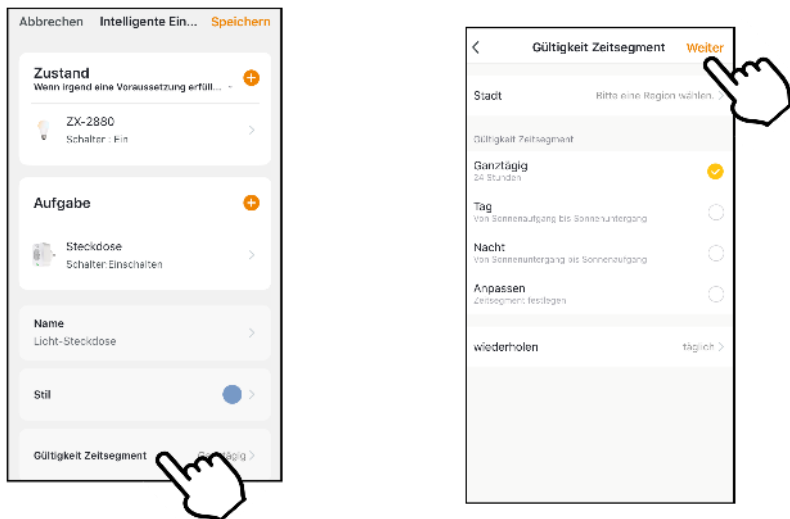 Abbrechen Intelligente Ein... Speichern
Zustand
Wenn irgend eine Voraussetzung erfüll...
ZX-2880
Schalter : Ein
Aufgabe
Steckdose
Schalter:Einschalten
Name
Licht-Steckdose
Stil
Gültigkeit Zeitsegment
Gültigkeit Zeitsegment Weiter
Stadt Bitte eine Region wählen.
Gültigkeit Zeitsegment
Ganztägig
24 Stunden
Tag
Von Sonnenaufgang bis Sonnenuntergang
Nacht
Von Sonnenuntergang bis Sonnenaufgang
Anpassen
Zeitsegment festlegen
wiederholen täglich